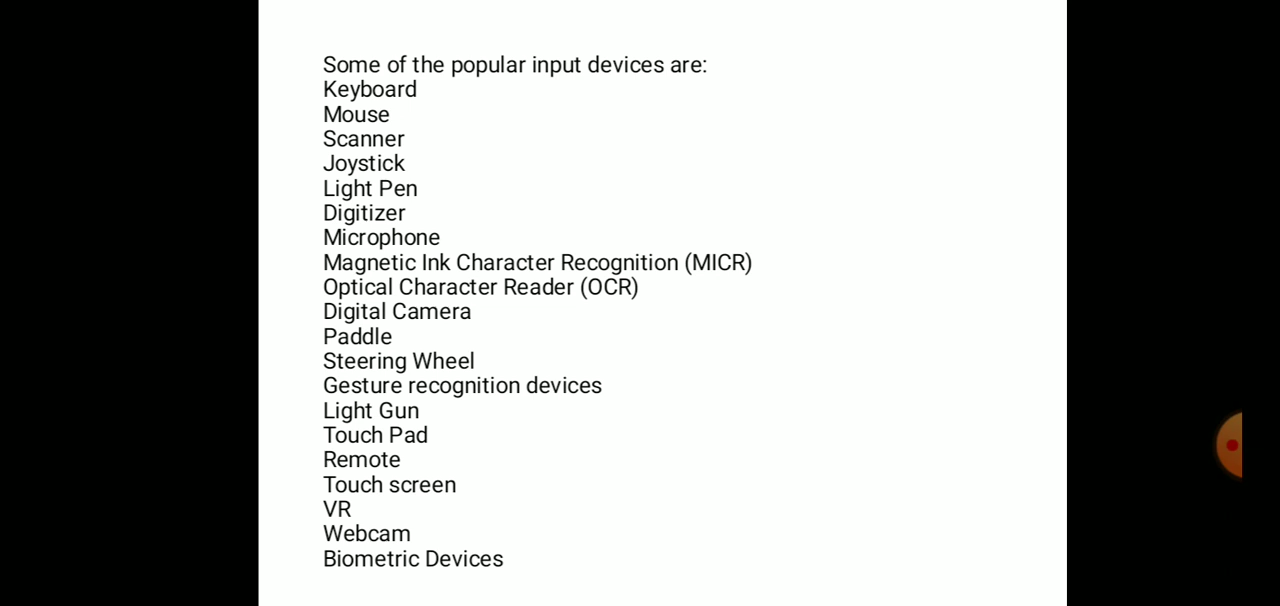 Some of the popular input devices are:
Keyboard
Mouse
Scanner
Joystick
Light Pen
Digitizer
Microphone
Magnetic Ink Character Recognition (MICR)
Optical Character Reader (OCR)
Digital Camera
Paddle
Steering Wheel
Gesture recognition devices
Light Gun
Touch Pad
Remote
Touch screen
VR
Webcam
Biometric Devices